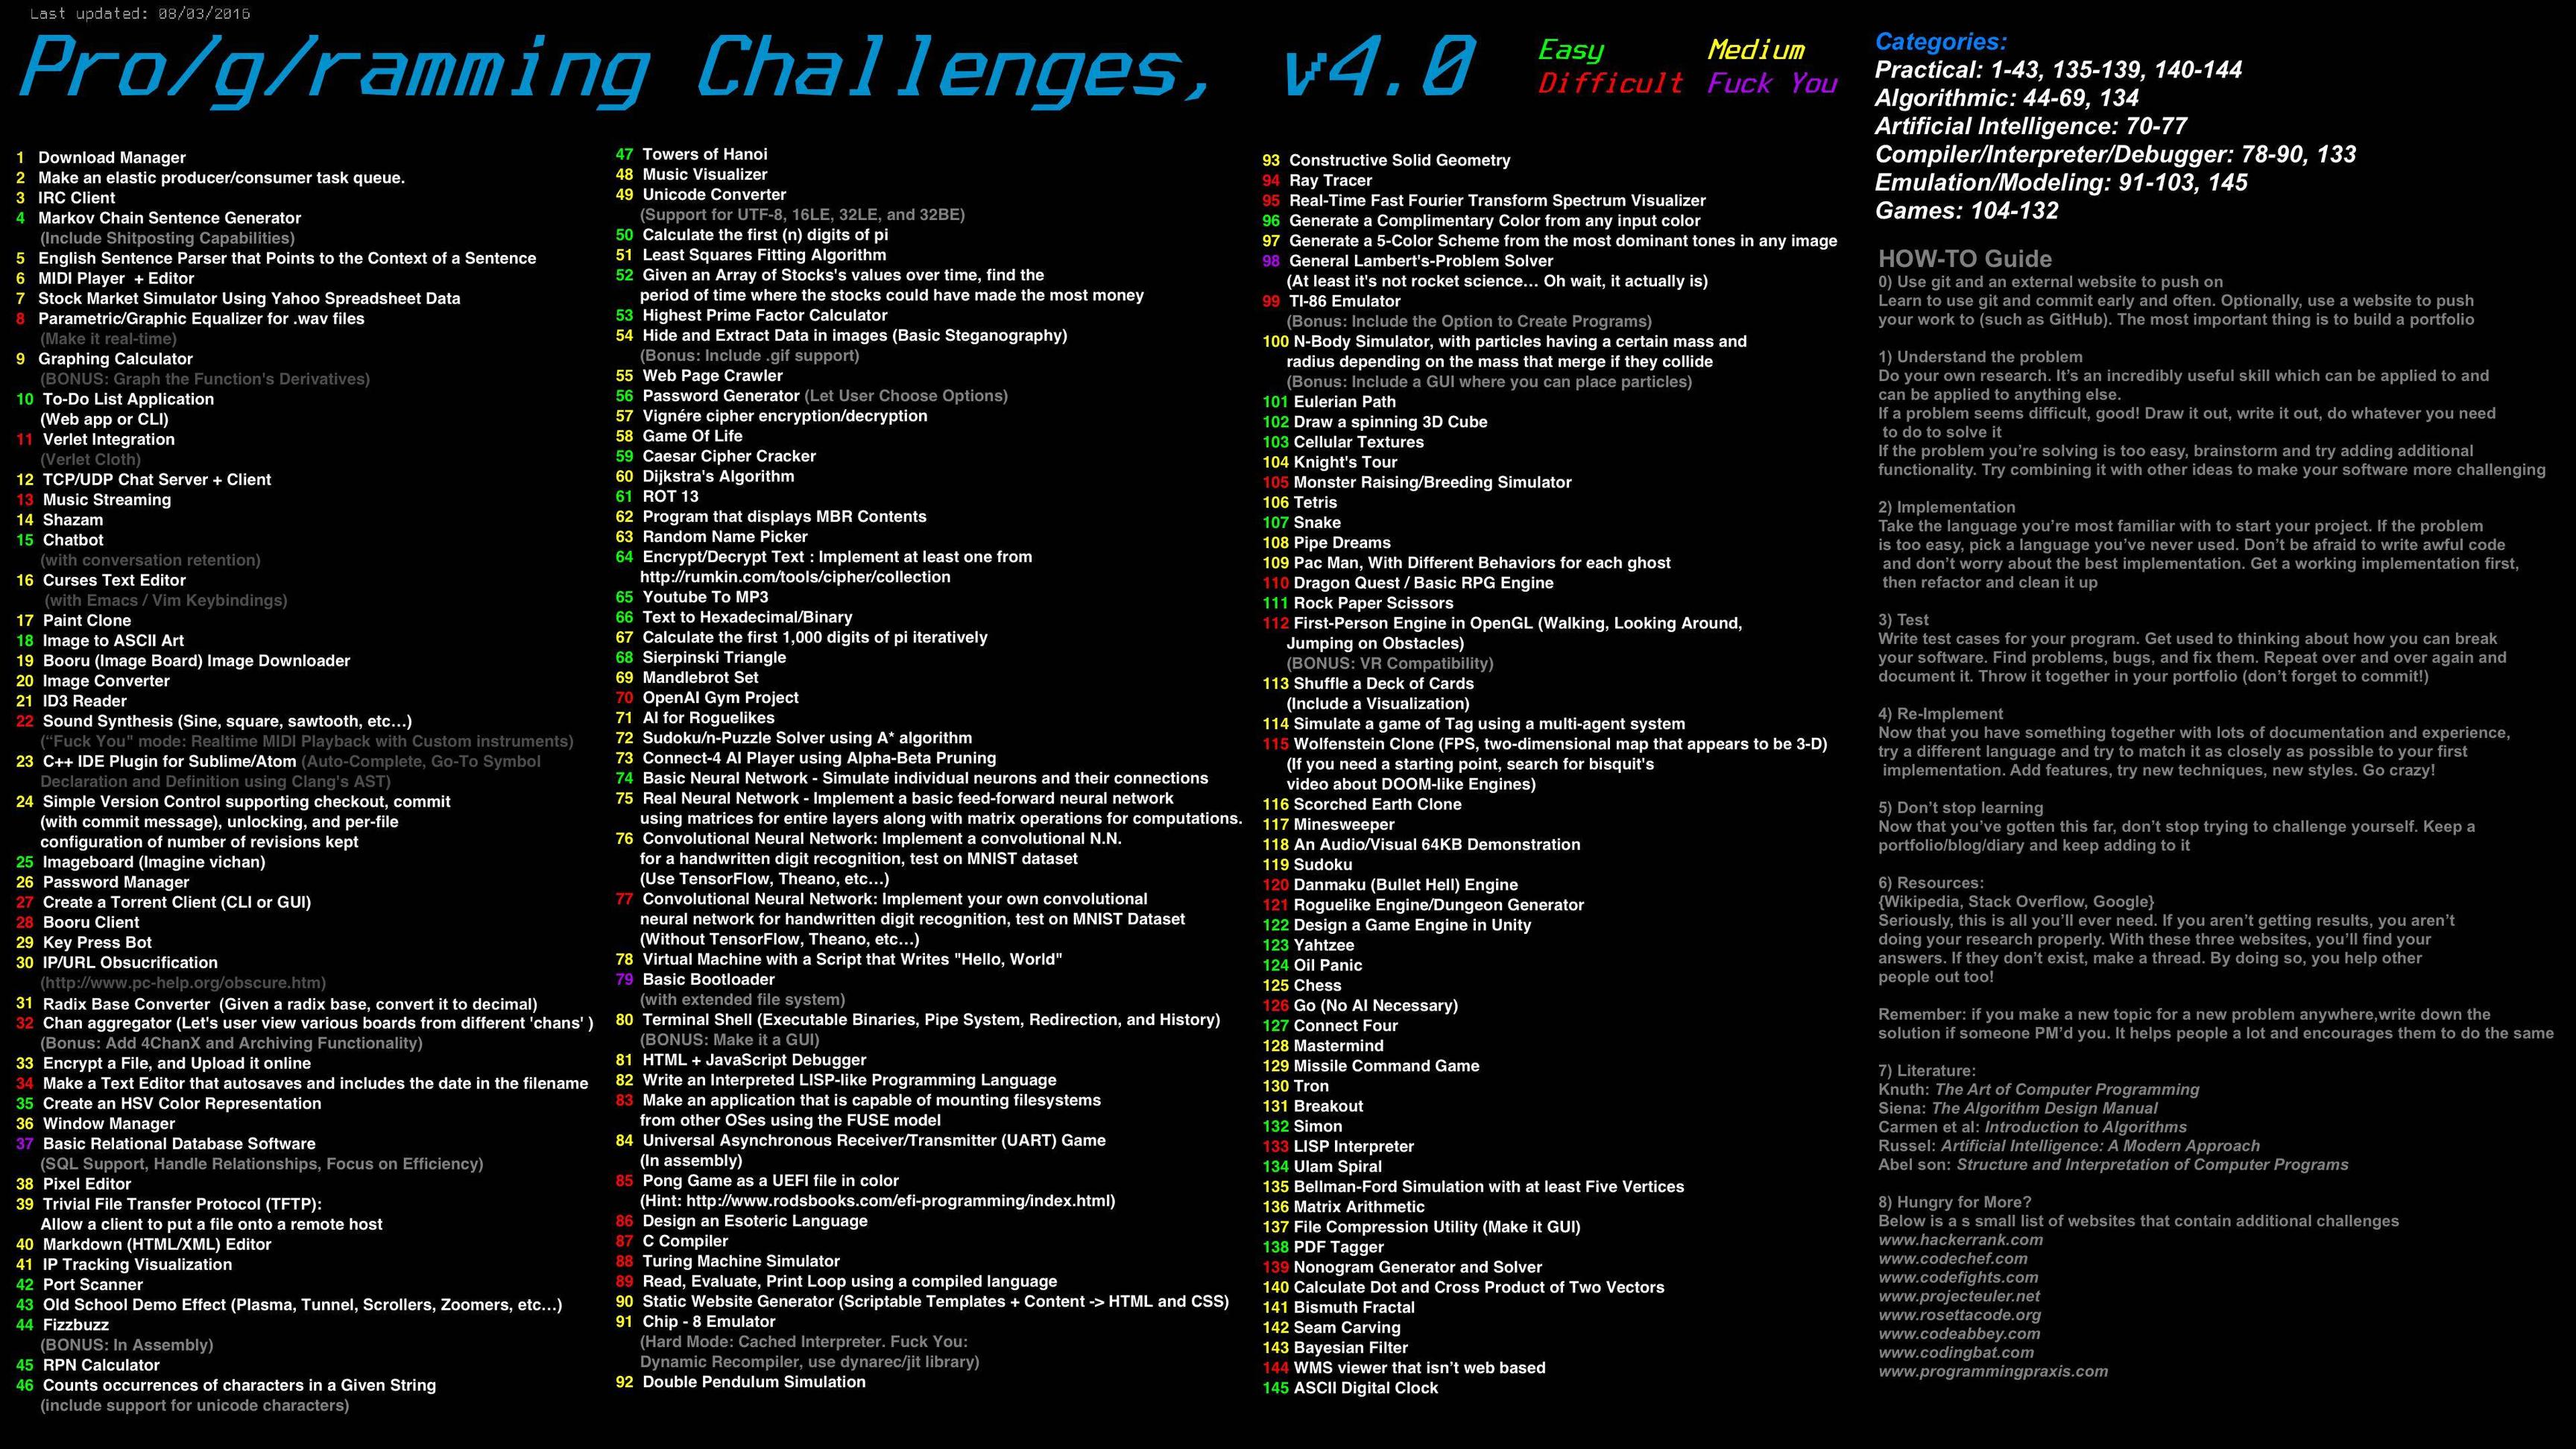 Last updated: 08/03/2016
Pro/g/ramming Challenges, v4.0
Easy Medium
Difficult Fuck You
1 Download Manager
2 Make an elastic producer/consumer task queue.
3 IRC Client
4 Markov Chain Sentence Generator
(Include Shitposting Capabilities)
5 English Sentence Parser that Points to the Context of a Sentence
6 MIDI Player + Editor
7 Stock Market Simulator Using Yahoo Spreadsheet Data
8 Parametric/Graphic Equalizer for .wav files
(Make it real-time)
9 Graphing Calculator
(BONUS: Graph the Function's Derivatives)
10 To-Do List Application
(Web app or CLI)
11 Verlet Integration
(Verlet Cloth)
12 TCP/UDP Chat Server + Client
13 Music Streaming
14 Shazam
15 Chatbot
(with conversation retention)
16 Curses Text Editor
(with Emacs / Vim Keybindings)
17 Paint Clone
18 Image to ASCII Art
19 Booru (Image Board) Image Downloader
20 Image Converter
21 ID3 Reader
22 Sound Synthesis (Sine, square, sawtooth, etc...)
(“Fuck You" mode: Realtime MIDI Playback with Custom instruments)
23 C++ IDE Plugin for Sublime/Atom (Auto-Complete, Go-To Symbol
Declaration and Definition using Clang's AST)
24 Simple Version Control supporting checkout, commit
(with commit message), unlocking, and per-file
configuration of number of revisions kept
25 Imageboard (Imagine vichan)
26 Password Manager
27 Create a Torrent Client (CLI or GUI)
28 Booru Client
29 Key Press Bot
30 IP/URL Obsucrification
(http://www.pc-help.org/obscure.htm)
31 Radix Base Converter (Given a radix base, convert it to decimal)
32 Chan aggregator (Let's user view various boards from different 'chans' )
(Bonus: Add 4ChanX and Archiving Functionality)
33 Encrypt a File, and Upload it online
34 Make a Text Editor that autosaves and includes the date in the filename
35 Create an HSV Color Representation
36 Window Manager
37 Basic Relational Database Software
(SQL Support, Handle Relationships, Focus on Efficiency)
38 Pixel Editor
39 Trivial File Transfer Protocol (TFTP):
Allow a client to put a file onto a remote host
40 Markdown (HTML/XML) Editor
41 IP Tracking Visualization
42 Port Scanner
43 Old School Demo Effect (Plasma, Tunnel, Scrollers, Zoomers, etc...)
44 Fizzbuzz
(BONUS: In Assembly)
45 RPN Calculator
46 Counts occurrences of characters in a Given String
(include support for unicode characters)
47 Towers of Hanoi
48 Music Visualizer
49 Unicode Converter
(Support for UTF-8, 16LE, 32LE, and 32BE)
50 Calculate the first (n) digits of pi
51 Least Squares Fitting Algorithm
52 Given an Array of Stocks's values over time, find the
period of time where the stocks could have made the most money
53 Highest Prime Factor Calculator
54 Hide and Extract Data in images (Basic Steganography)
(Bonus: Include .gif support)
55 Web Page Crawler
56 Password Generator (Let User Choose Options)
57 Vignére cipher encryption/decryption
58 Game Of Life
59 Caesar Cipher Cracker
60 Dijkstra's Algorithm
61 ROT 13
62 Program that displays MBR Contents
63 Random Name Picker
64 Encrypt/Decrypt Text : Implement at least one from
http://rumkin.com/tools/cipher/collection
65 Youtube To MP3
66 Text to Hexadecimal/Binary
67 Calculate the first 1,000 digits of pi iteratively
68 Sierpinski Triangle
69 Mandlebrot Set
70 OpenAI Gym Project
71 AI for Roguelikes
72 Sudoku/n-Puzzle Solver using A* algorithm
73 Connect-4 AI Player using Alpha-Beta Pruning
74 Basic Neural Network - Simulate individual neurons and their connections
75 Real Neural Network - Implement a basic feed-forward neural network
using matrices for entire layers along with matrix operations for computations.
76 Convolutional Neural Network: Implement a convolutional N.N.
for a handwritten digit recognition, test on MNIST dataset
(Use TensorFlow, Theano, etc...)
77 Convolutional Neural Network: Implement your own convolutional
neural network for handwritten digit recognition, test on MNIST Dataset
(Without TensorFlow, Theano, etc...)
78 Virtual Machine with a Script that Writes "Hello, World"
79 Basic Bootloader
(with extended file system)
80 Terminal Shell (Executable Binaries, Pipe System, Redirection, and History)
(BONUS: Make it a GUI)
81 HTML + JavaScript Debugger
82 Write an Interpreted LISP-like Programming Language
83 Make an application that is capable of mounting filesystems
from other OSes using the FUSE model
84 Universal Asynchronous Receiver/Transmitter (UART) Game
(In assembly)
85 Pong Game as a UEFI file in color
(Hint: http://www.rodsbooks.com/efi-programming/index.html)
86 Design an Esoteric Language
87 C Compiler
88 Turing Machine Simulator
89 Read, Evaluate, Print Loop using a compiled language
90 Static Website Generator (Scriptable Templates + Content -> HTML and CSS)
91 Chip - 8 Emulator
(Hard Mode: Cached Interpreter. Fuck You:
Dynamic Recompiler, use dynarec/jit library)
92 Double Pendulum Simulation
93 Constructive Solid Geometry
94 Ray Tracer
95 Real-Time Fast Fourier Transform Spectrum Visualizer
96 Generate a Complimentary Color from any input color
97 Generate a 5-Color Scheme from the most dominant tones in any image
98 General Lambert's-Problem Solver
(At least it's not rocket science... Oh wait, it actually is)
99 TI-86 Emulator
(Bonus: Include the Option to Create Programs)
100 N-Body Simulator, with particles having a certain mass and
radius depending on the mass that merge if they collide
(Bonus: Include a GUI where you can place particles)
101 Eulerian Path
102 Draw a spinning 3D Cube
103 Cellular Textures
104 Knight's Tour
105 Monster Raising/Breeding Simulator
106 Tetris
107 Snake
108 Pipe Dreams
109 Pac Man, With Different Behaviors for each ghost
110 Dragon Quest / Basic RPG Engine
111 Rock Paper Scissors
112 First-Person Engine in OpenGL (Walking, Looking Around,
Jumping on Obstacles)
(BONUS: VR Compatibility)
113 Shuffle a Deck of Cards
(Include a Visualization)
114 Simulate a game of Tag using a multi-agent system
115 Wolfenstein Clone (FPS, two-dimensional map that appears to be 3-D)
(If you need a starting point, search for bisquit's
video about DOOM-like Engines)
116 Scorched Earth Clone
117 Minesweeper
118 An Audio/Visual 64KB Demonstration
119 Sudoku
120 Danmaku (Bullet Hell) Engine
121 Roguelike Engine/Dungeon Generator
122 Design a Game Engine in Unity
123 Yahtzee
124 Oil Panic
125 Chess
126 Go (No AI Necessary)
127 Connect Four
128 Mastermind
129 Missile Command Game
130 Tron
131 Breakout
132 Simon
133 LISP Interpreter
134 Ulam Spiral
135 Bellman-Ford Simulation with at least Five Vertices
136 Matrix Arithmetic
137 File Compression Utility (Make it GUI)
138 PDF Tagger
139 Nonogram Generator and Solver
140 Calculate Dot and Cross Product of Two Vectors
141 Bismuth Fractal
142 Seam Carving
143 Bayesian Filter
144 WMS viewer that isn't web based
145 ASCII Digital Clock
Categories:
Practical: 1-43, 135-139, 140-144
Algorithmic: 44-69, 134
Artificial Intelligence: 70-77
Compiler/Interpreter/Debugger: 78-90, 133
Emulation/Modeling: 91-103, 145
Games: 104-132
HOW-TO Guide
0) Use git and an external website to push on
Learn to use git and commit early and often. Optionally, use a website to push
your work to (such as GitHub). The most important thing is to build a portfolio
1) Understand the problem
Do your own research. It's an incredibly useful skill which can be applied to and
can be applied to anything else.
If a problem seems difficult, good! Draw it out, write it out, do whatever you need
to do to solve it
If the problem you're solving is too easy, brainstorm and try adding additional
functionality. Try combining it with other ideas to make your software more challenging
2) Implementation
Take the language you're most familiar with to start your project. If the problem
is too easy, pick a language you've never used. Don't be afraid to write awful code
and don't worry about the best implementation. Get a working implementation first,
then refactor and clean it up
3) Test
Write test cases for your program. Get used to thinking about how you can break
your software. Find problems, bugs, and fix them. Repeat over and over again and
document it. Throw it together in your portfolio (don't forget to commit!)
4) Re-Implement
Now that you have something together with lots of documentation and experience,
try a different language and try to match it as closely as possible to your first
implementation. Add features, try new techniques, new styles. Go crazy!
5) Don't stop learning
Now that you've gotten this far, don't stop trying to challenge yourself. Keep a
portfolio/blog/diary and keep adding to it
6) Resources:
{Wikipedia, Stack Overflow, Google}
Seriously, this is all you'll ever need. If you aren't getting results, you aren't
doing your research properly. With these three websites, you'll find your
answers. If they don't exist, make a thread. By doing so, you help other
people out too!
Remember: if you make a new topic for a new problem anywhere,write down the
solution if someone PM'd you. It helps people a lot and encourages them to do the same
7) Literature:
Knuth: The Art of Computer Programming
Siena: The Algorithm Design Manual
Carmen et al: Introduction to Algorithms
Russel: Artificial Intelligence: A Modern Approach
Abel son: Structure and Interpretation of Computer Programs
8) Hungry for More?
Below is a s small list of websites that contain additional challenges
www.hackerrank.com
www.codechef.com
www.codefights.com
www.projecteuler.net
www.rosettacode.org
www.codeabbey.com
www.codingbat.com
www.programmingpraxis.com